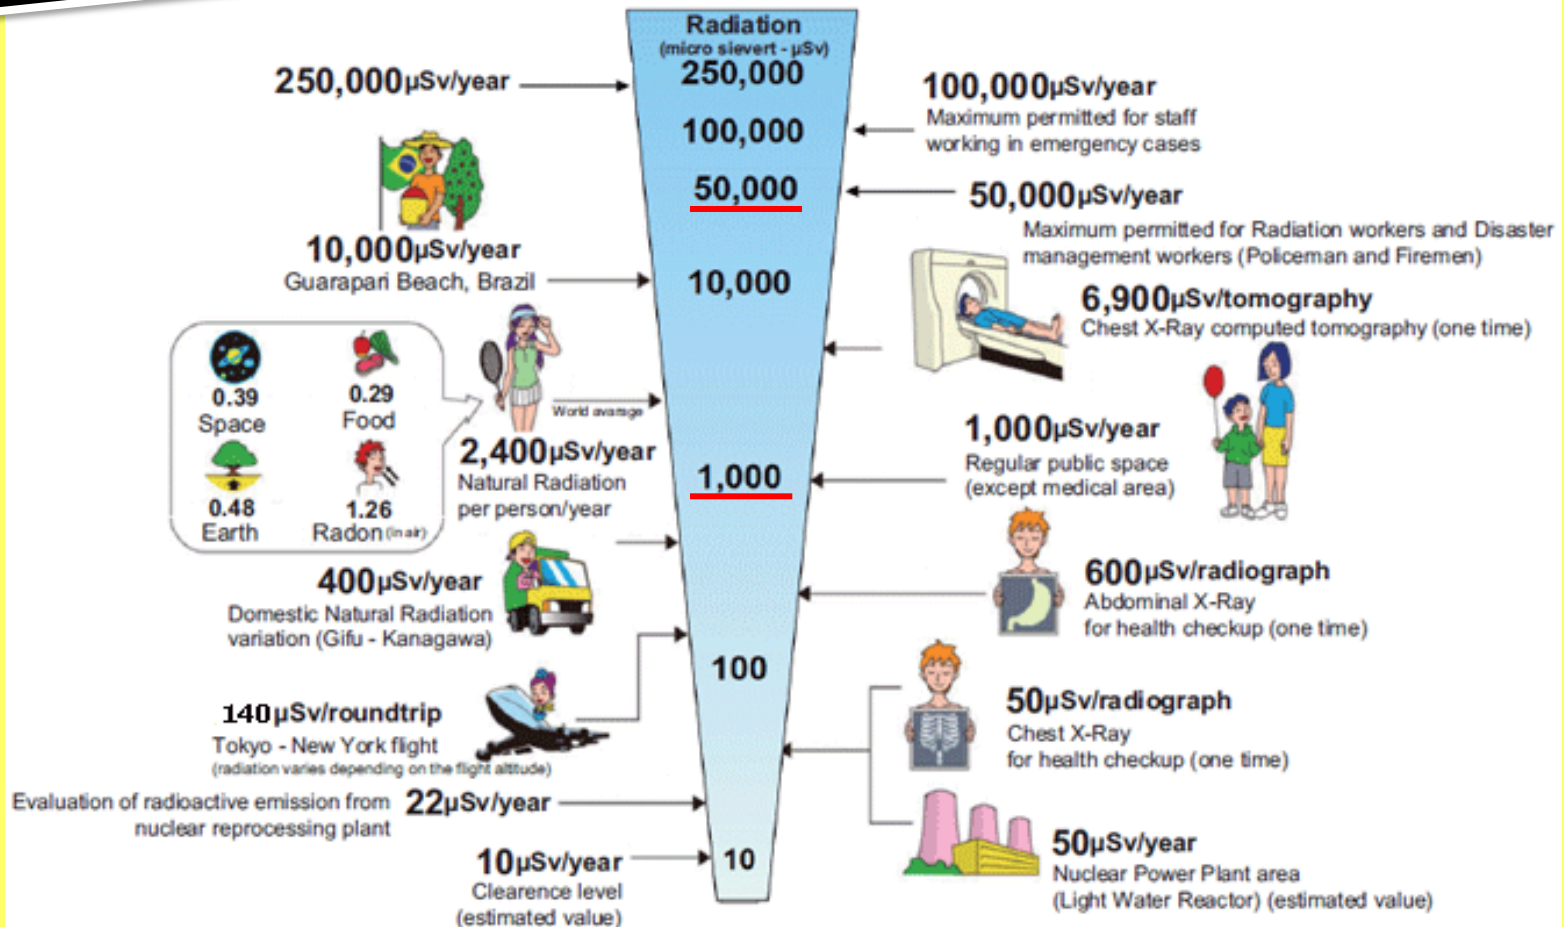 Radiation
(micro sievert - µSv)
250,000
100,000
50,000
10,000
1,000
100
10
250,000µSv/year
10,000µSv/year
Guarapari Beach, Brazil
0.39
Space
0.29
Food
0.48
Earth
1.26
Radon (in air)
World avarage
2,400µSv/year
Natural Radiation
per person/year
400µSv/year
Domestic Natural Radiation
variation (Gifu - Kanagawa)
140µSv/roundtrip
Tokyo - New York flight
(radiation varies depending on the flight altitude)
Evaluation of radioactive emission from
nuclear reprocessing plant
22µSv/year
10µSv/year
Clearence level
(estimated value)
100,000µSv/year
Maximum permitted for staff
working in emergency cases
50,000µSv/year
Maximum permitted for Radiation workers and Disaster
management workers (Policeman and Firemen)
6,900µSv/tomography
Chest X-Ray computed tomography (one time)
1,000µSv/year
Regular public space
(except medical area)
600µSv/radiograph
Abdominal X-Ray
for health checkup (one time)
50µSv/radiograph
Chest X-Ray
for health checkup (one time)
50µSv/year
Nuclear Power Plant area
(Light Water Reactor) (estimated value)